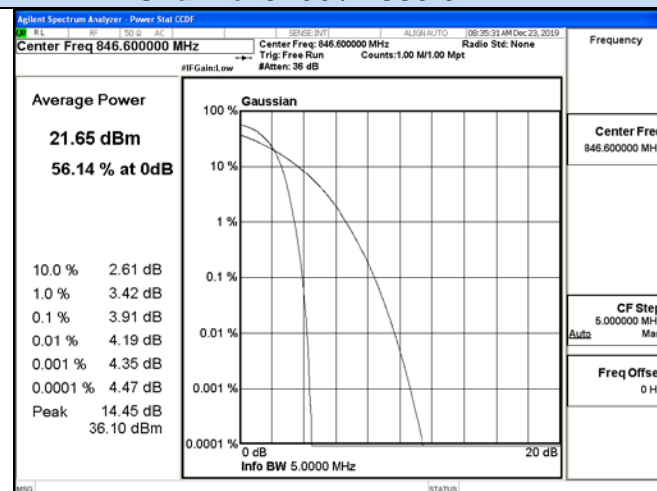 Agilent Spectrum Analyzer - Power Stat CCDF
RL RF 50 Ω AC SENSE:INT ALIGN AUTO 08:35:31 AM Dec 23, 2019
Center Freq 846.600000 MHz
Center Freq: 846.600000 MHz Radio Std: None
Trig: Free Run Counts:1.00 M/1.00 Mpt
#IFGain:Low #Atten: 36 dB
Frequency
Average Power
21.65 dBm
56.14 % at 0dB
10.0 % 2.61 dB
1.0 % 3.42 dB
0.1 % 3.91 dB
0.01 % 4.19 dB
0.001 % 4.35 dB
0.0001 % 4.47 dB
Peak 14.45 dB
36.10 dBm
Gaussian
100 %
10 %
1 %
0.1 %
0.01 %
0.001 %
0.0001 %
0 dB 20 dB
Info BW 5.0000 MHz
Center Fre
846.600000 MH
CF Step
5.000000 MH
Auto Ma
Freq Offse
0 H
MSG STATUS